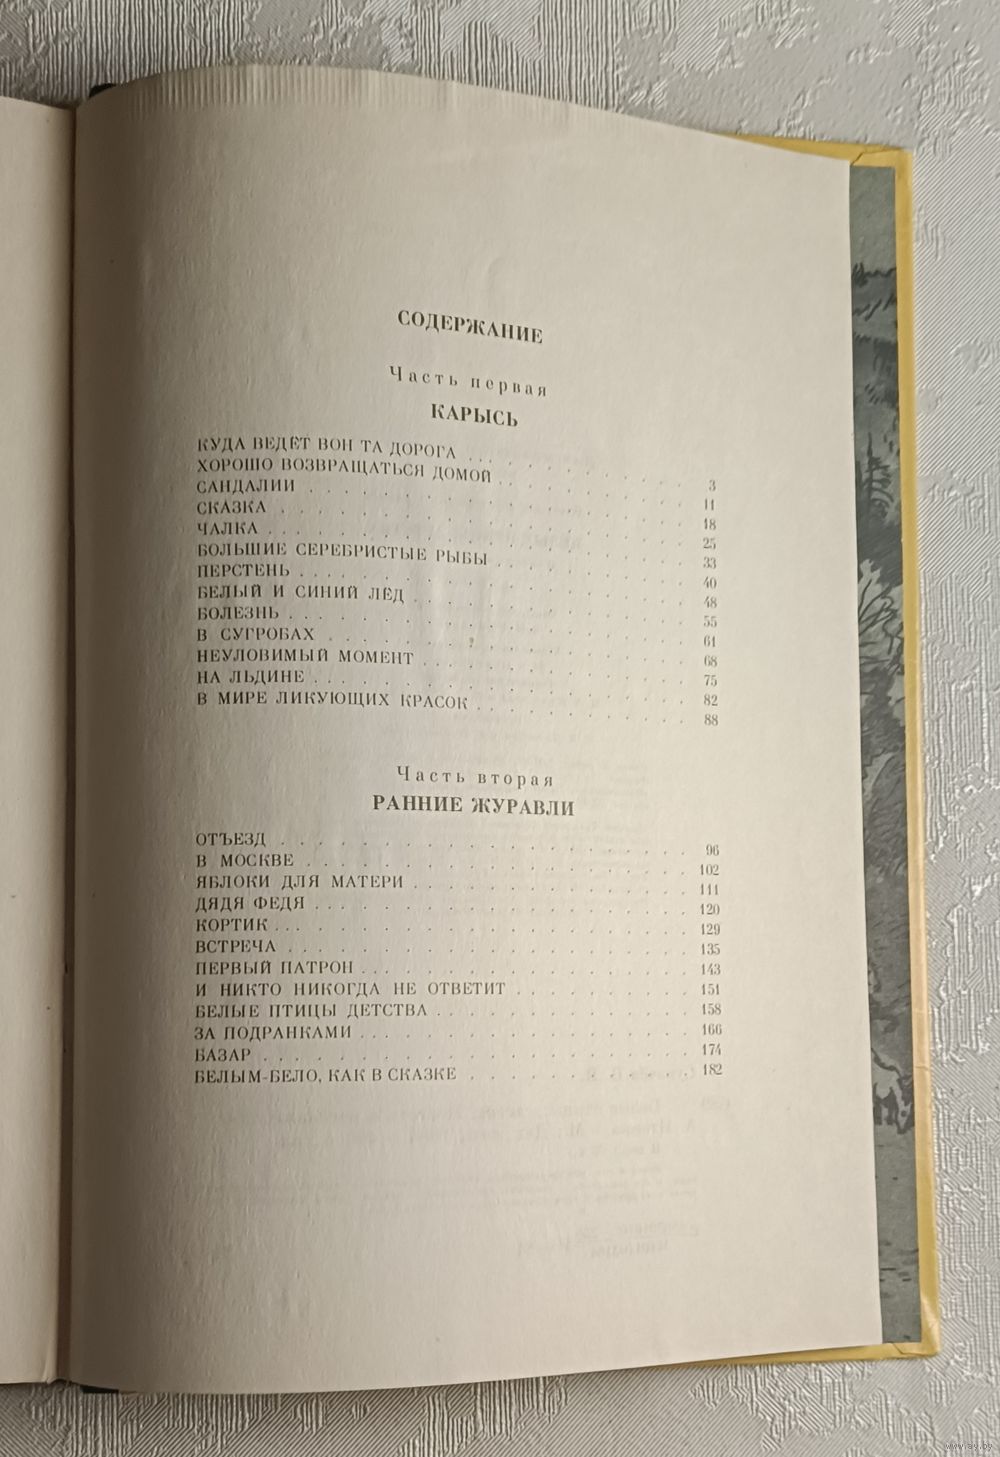 СОДЕРЖАНИЕ
Часть первая
КАРЫСЬ
КУДА ВЕДЁТ ВОН ТА ДОРОГА . . . . . . . . . . . 3
ХОРОШО ВОЗВРАЩАТЬСЯ ДОМОЙ . . . . . . . . . . 11
САНДАЛИИ . . . . . . . . . . . . . . . . . 18
СКАЗКА . . . . . . . . . . . . . . . . . . 25
ЧАЛКА . . . . . . . . . . . . . . . . . . 33
БОЛЬШИЕ СЕРЕБРИСТЫЕ РЫБЫ . . . . . . . . . . 40
ПЕРСТЕНЬ . . . . . . . . . . . . . . . . . 48
БЕЛЫЙ И СИНИЙ ЛЁД . . . . . . . . . . . . . 55
БОЛЕЗНЬ . . . . . . . . . . . . . . . . . 61
В СУГРОБАХ . . . . . . . . . . . . . . . . 68
НЕУЛОВИМЫЙ МОМЕНТ . . . . . . . . . . . . . 75
НА ЛЬДИНЕ . . . . . . . . . . . . . . . . 82
В МИРЕ ЛИКУЮЩИХ КРАСОК . . . . . . . . . . . 88
Часть вторая
РАННИЕ ЖУРАВЛИ
ОТЪЕЗД . . . . . . . . . . . . . . . . . . 96
В МОСКВЕ . . . . . . . . . . . . . . . . . 102
ЯБЛОКИ ДЛЯ МАТЕРИ . . . . . . . . . . . . . 111
ДЯДЯ ФЕДЯ . . . . . . . . . . . . . . . . 120
КОРТИК . . . . . . . . . . . . . . . . . . 129
ВСТРЕЧА . . . . . . . . . . . . . . . . . 135
ПЕРВЫЙ ПАТРОН . . . . . . . . . . . . . . . 143
И НИКТО НИКОГДА НЕ ОТВЕТИТ . . . . . . . . . 151
БЕЛЫЕ ПТИЦЫ ДЕТСТВА . . . . . . . . . . . . 158
ЗА ПОДРАНКАМИ . . . . . . . . . . . . . . . 166
БАЗАР . . . . . . . . . . . . . . . . . . 174
БЕЛЫМ-БЕЛО, КАК В СКАЗКЕ . . . . . . . . . . 182
www.ay.by